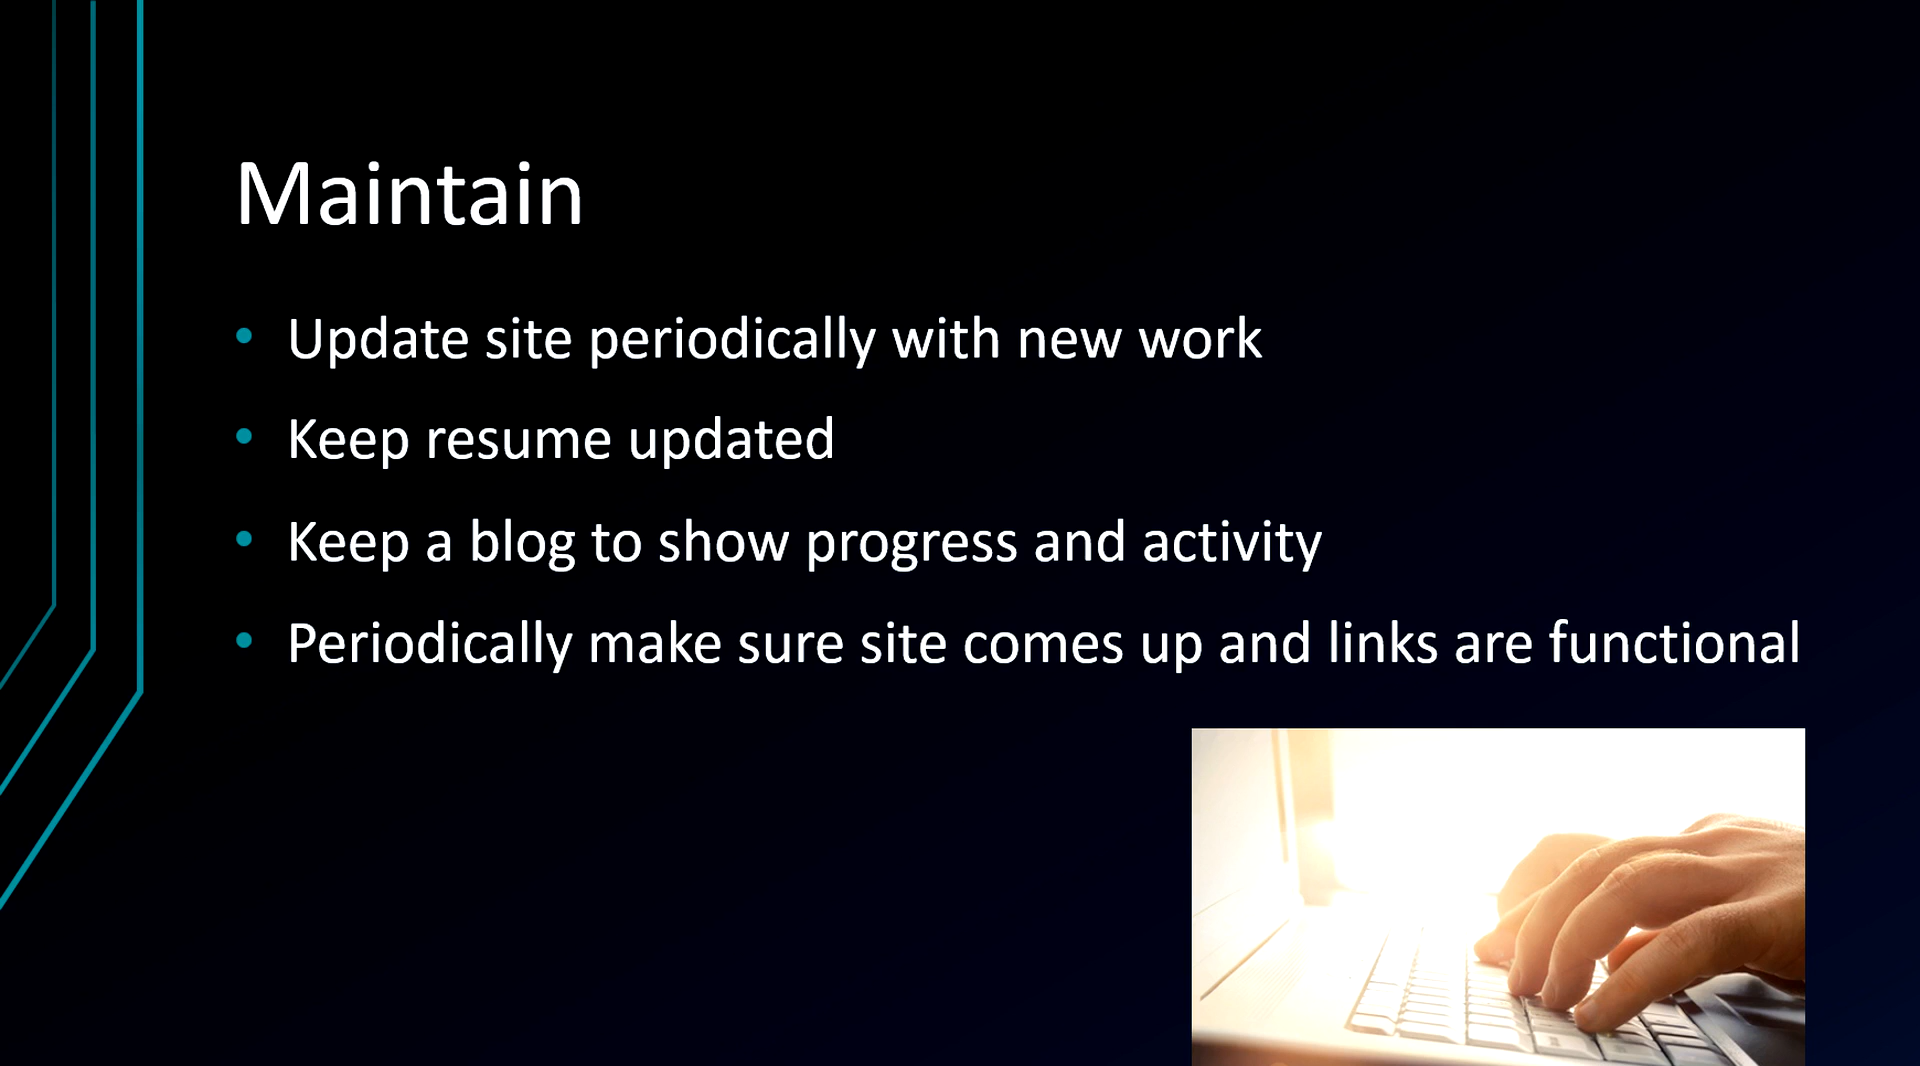 Maintain
• Update site periodically with new work
• Keep resume updated
• Keep a blog to show progress and activity
• Periodically make sure site comes up and links are functional